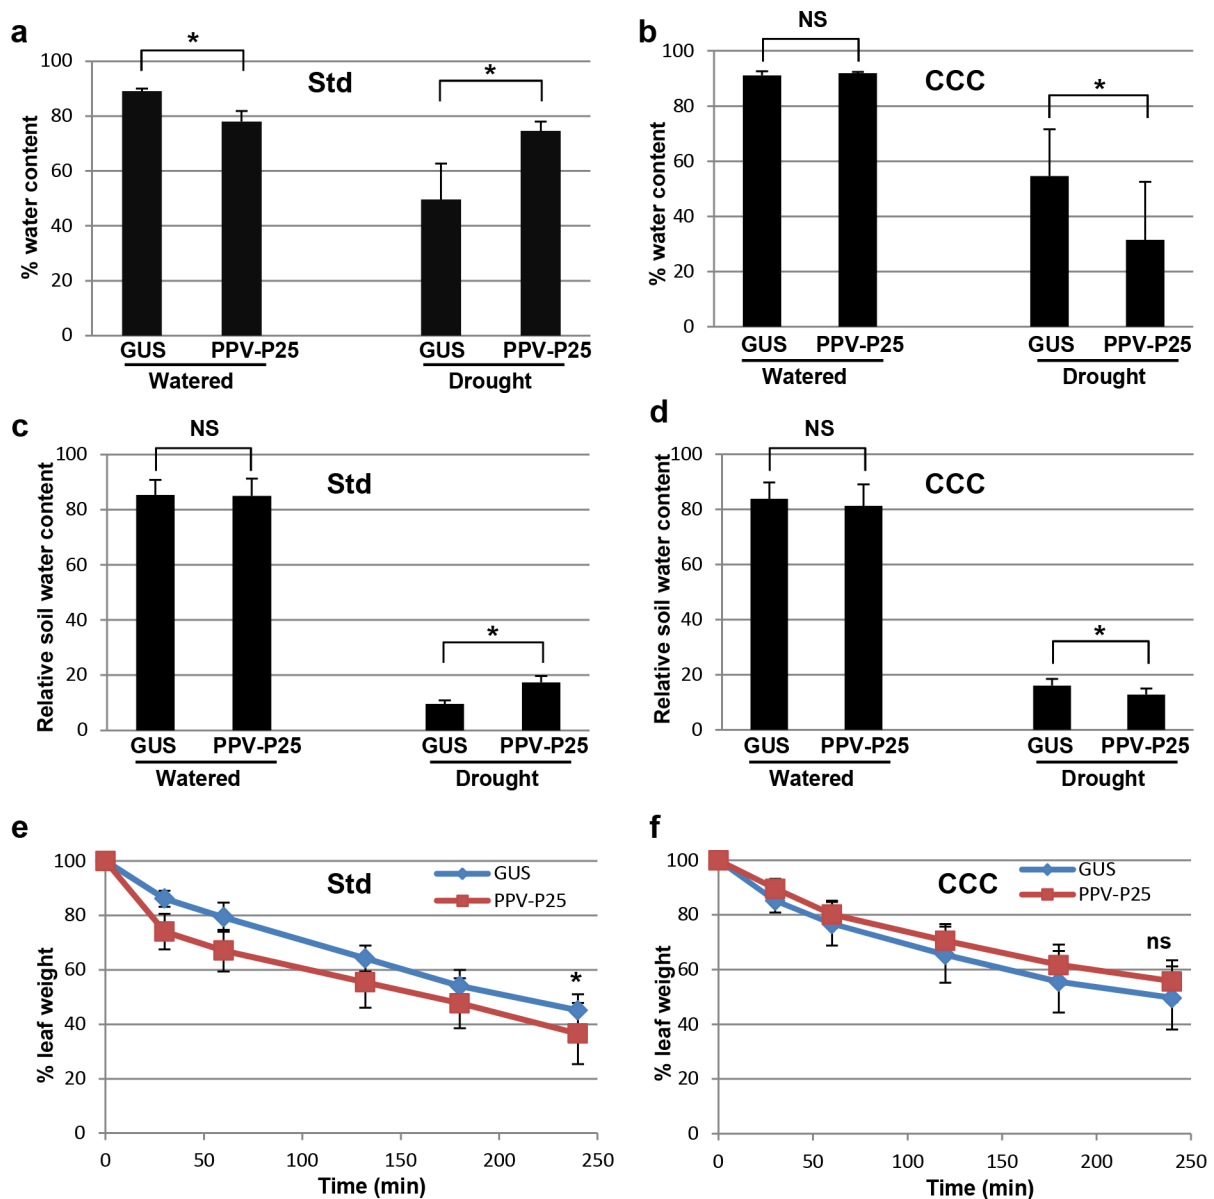 a
*
Std
*
% water content
100
80
60
40
20
0
GUS PPV-P25 GUS PPV-P25
Watered Drought
b
NS
CCC
*
% water content
100
80
60
40
20
0
GUS PPV-P25 GUS PPV-P25
Watered Drought
c
NS
Std
*
Relative soil water content
100
80
60
40
20
0
GUS PPV-P25 GUS PPV-P25
Watered Drought
d
NS
CCC
*
Relative soil water content
100
80
60
40
20
0
GUS PPV-P25 GUS PPV-P25
Watered Drought
e
Std
GUS
PPV-P25
*
% leaf weight
100
80
60
40
20
0
0 50 100 150 200 250
Time (min)
f
CCC
GUS
PPV-P25
ns
% leaf weight
100
80
60
40
20
0
0 50 100 150 200 250
Time (min)